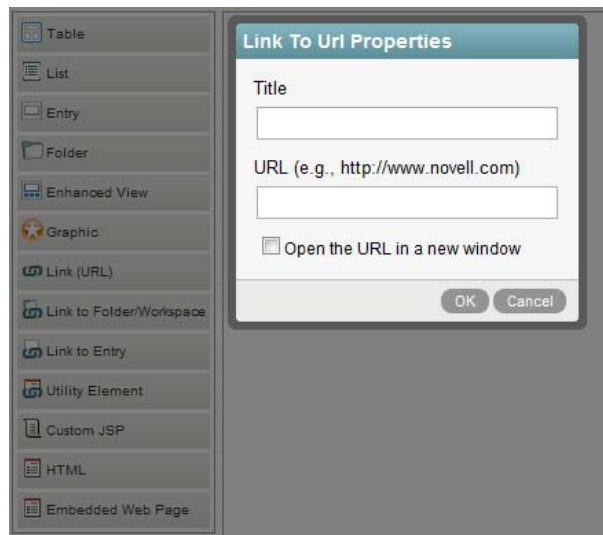 Table
List
Entry
Folder
Enhanced View
Graphic
Link (URL)
Link to Folder/Workspace
Link to Entry
Utility Element
Custom JSP
HTML
Embedded Web Page
Link To Url Properties
Title
URL (e.g., http://www.novell.com)
Open the URL in a new window
OK Cancel